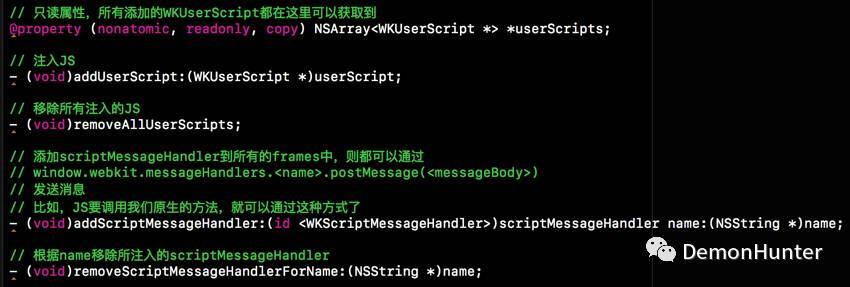 // 只读属性，所有添加的WKUserScript都在这里可以获取到
@property (nonatomic, readonly, copy) NSArray<WKUserScript *> *userScripts;
// 注入JS
- (void)addUserScript:(WKUserScript *)userScript;
// 移除所有注入的JS
- (void)removeAllUserScripts;
// 添加scriptMessageHandler到所有的frames中，则都可以通过
// window.webkit.messageHandlers.<name>.postMessage(<messageBody>)
// 发送消息
// 比如，JS要调用我们原生的方法，就可以通过这种方式了
- (void)addScriptMessageHandler:(id <WKScriptMessageHandler>)scriptMessageHandler name:(NSString *)name;
// 根据name移除所注入的scriptMessageHandler
- (void)removeScriptMessageHandlerForName:(NSString *)name;
DemonHunter